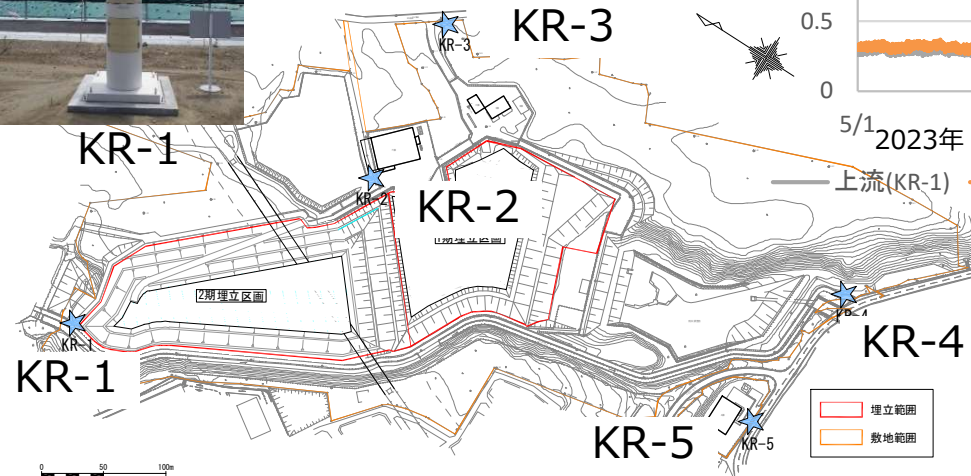 KR-1
KR-3
KR-3
0.5
0
5/1
2023年
上流(KR-1)
KR-2
KR-2
1期埋立区画
2期埋立区画
KR-1
KR-1
KR-4
KR-4
KR-5
KR-5
埋立範囲
敷地範囲
0 50 100m